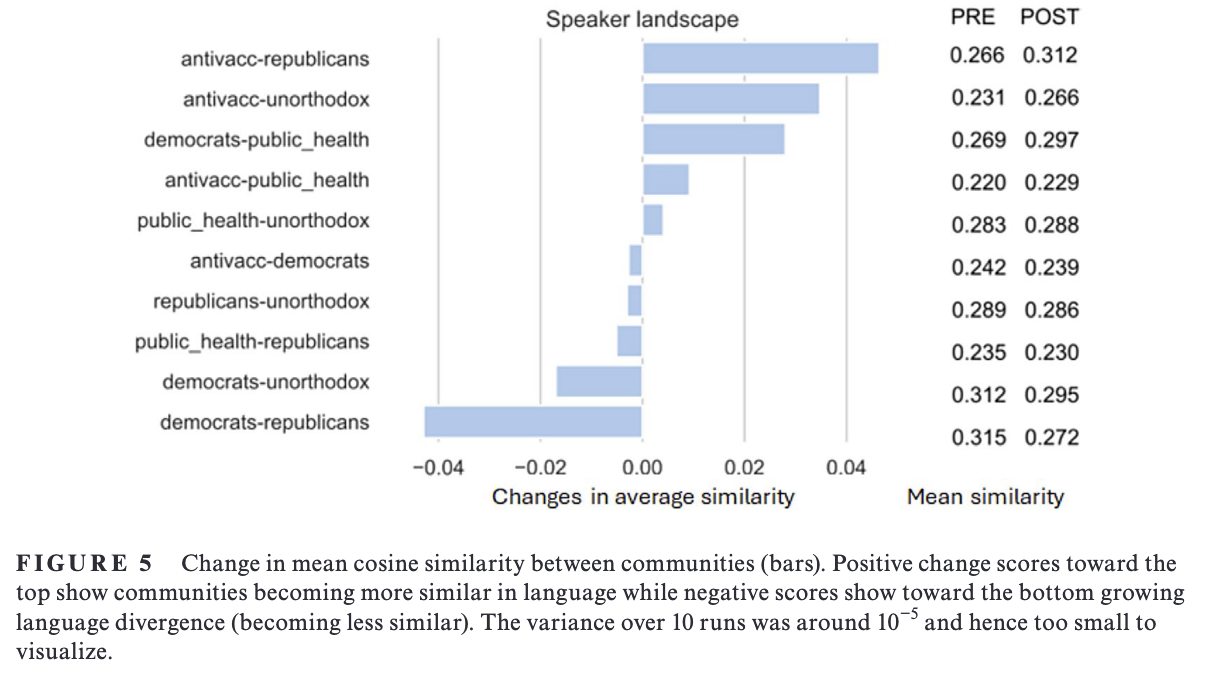 Speaker landscape PRE POST
antivacc-republicans 0.266 0.312
antivacc-unorthodox 0.231 0.266
democrats-public_health 0.269 0.297
antivacc-public_health 0.220 0.229
public_health-unorthodox 0.283 0.288
antivacc-democrats 0.242 0.239
republicans-unorthodox 0.289 0.286
public_health-republicans 0.235 0.230
democrats-unorthodox 0.312 0.295
democrats-republicans 0.315 0.272
−0.04 −0.02 0.00 0.02 0.04
Changes in average similarity Mean similarity
FIGURE 5 Change in mean cosine similarity between communities (bars). Positive change scores toward the
top show communities becoming more similar in language while negative scores show toward the bottom growing
language divergence (becoming less similar). The variance over 10 runs was around 10⁻⁵ and hence too small to
visualize.